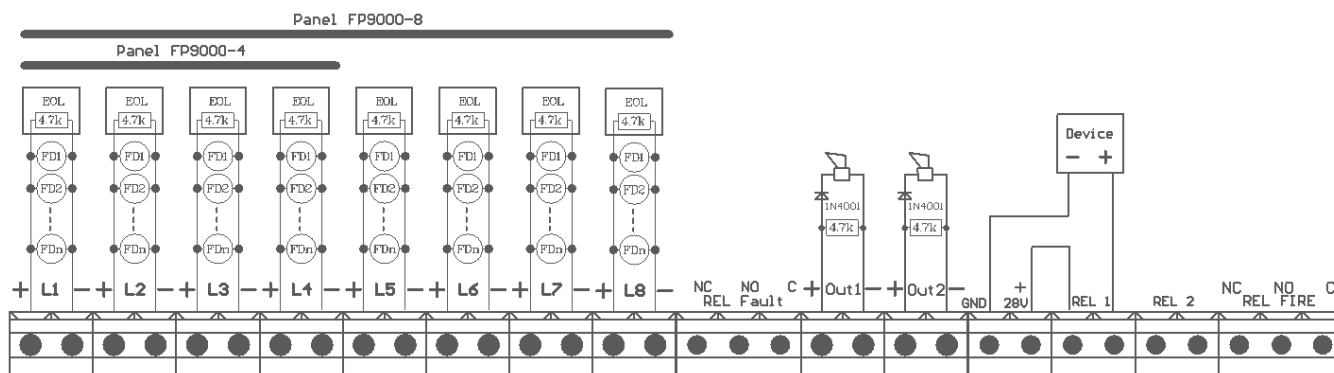 Panel FP9000-8
Panel FP9000-4
EOL EOL EOL EOL EOL EOL EOL EOL
4.7k 4.7k 4.7k 4.7k 4.7k 4.7k 4.7k 4.7k
Device
- +
FD1 FD1 FD1 FD1 FD1 FD1 FD1 FD1
FD2 FD2 FD2 FD2 FD2 FD2 FD2 FD2
1N4001 1N4001
4.7k 4.7k
FDn FDn FDn FDn FDn FDn FDn FDn
+ L1 - + L2 - + L3 - + L4 - + L5 - + L6 - + L7 - + L8 - NC NO C + Out1 - + Out2 - + NC NO C
REL Fault GND 28V REL 1 REL 2 REL FIRE